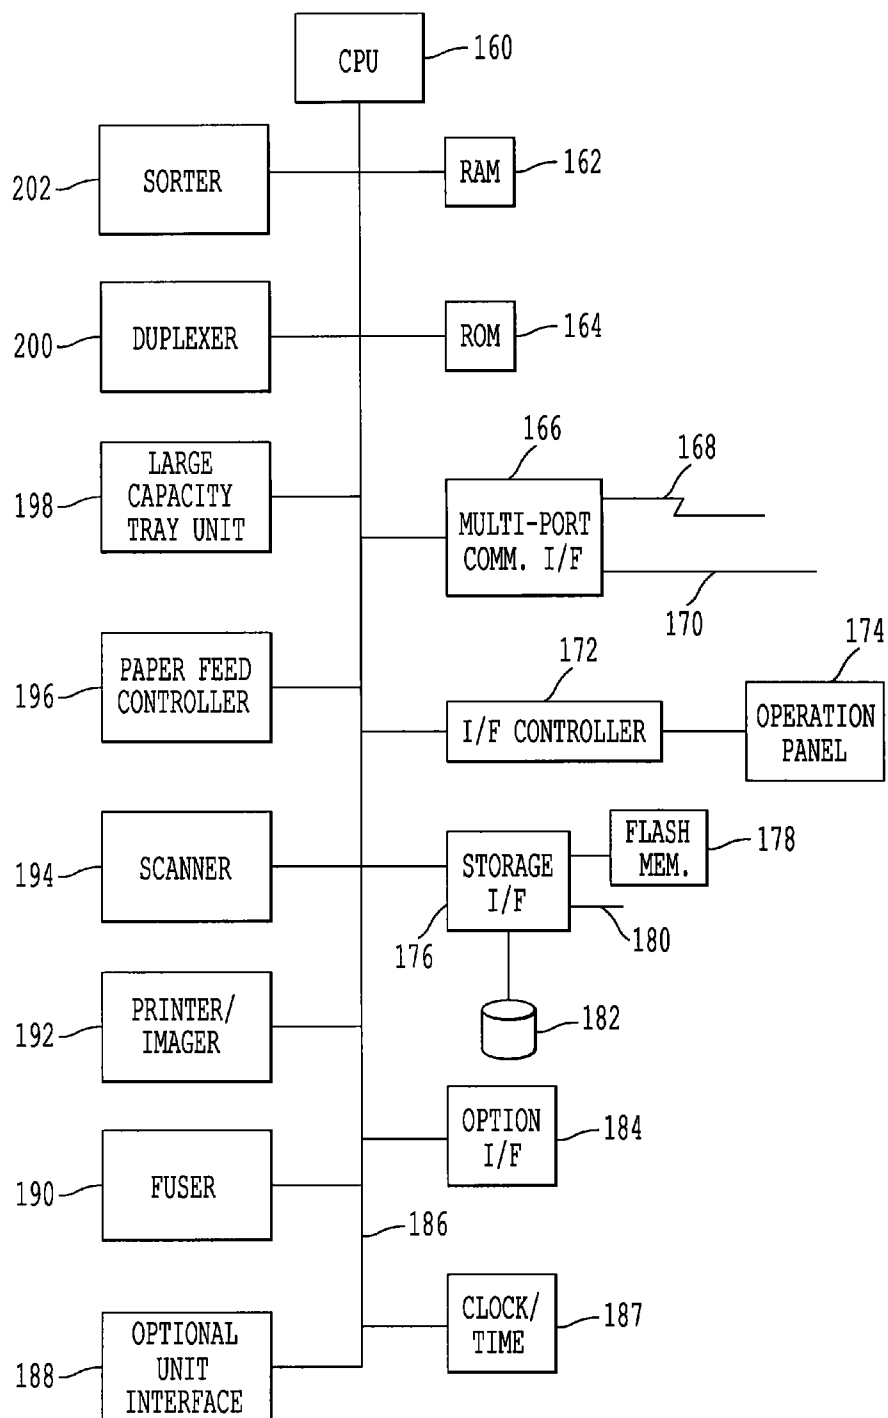 CPU
160
SORTER
202
RAM
162
DUPLEXER
200
ROM
164
LARGE
CAPACITY
TRAY UNIT
198
166
MULTI-PORT
COMM. I/F
168
170
PAPER FEED
CONTROLLER
196
172
I/F CONTROLLER
174
OPERATION
PANEL
SCANNER
194
STORAGE
I/F
176
FLASH
MEM.
178
180
182
PRINTER/
IMAGER
192
OPTION
I/F
184
FUSER
190
186
CLOCK/
TIME
187
OPTIONAL
UNIT
INTERFACE
188